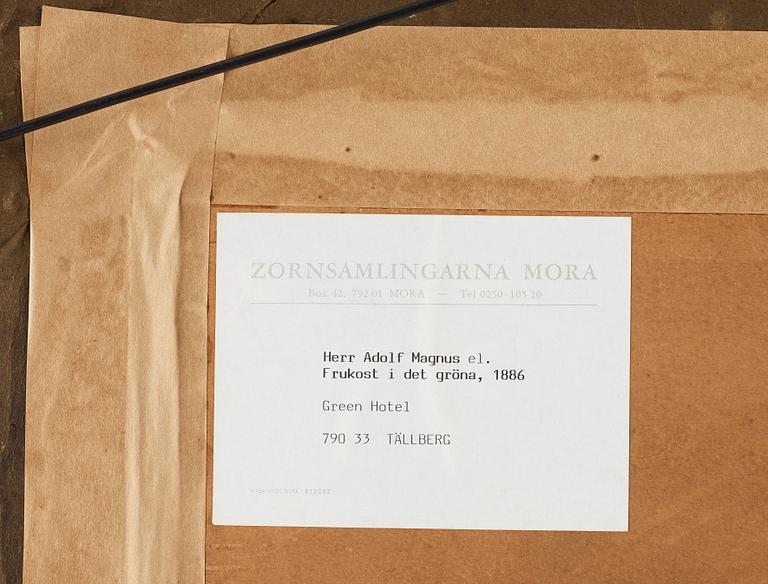 ZORNSAMLINGARNA MORA
Box 42, 792 01 MORA — Tel 0250-105 20
Herr Adolf Magnus el.
Frukost i det gröna, 1886
Green Hotel
790 33 TÄLLBERG